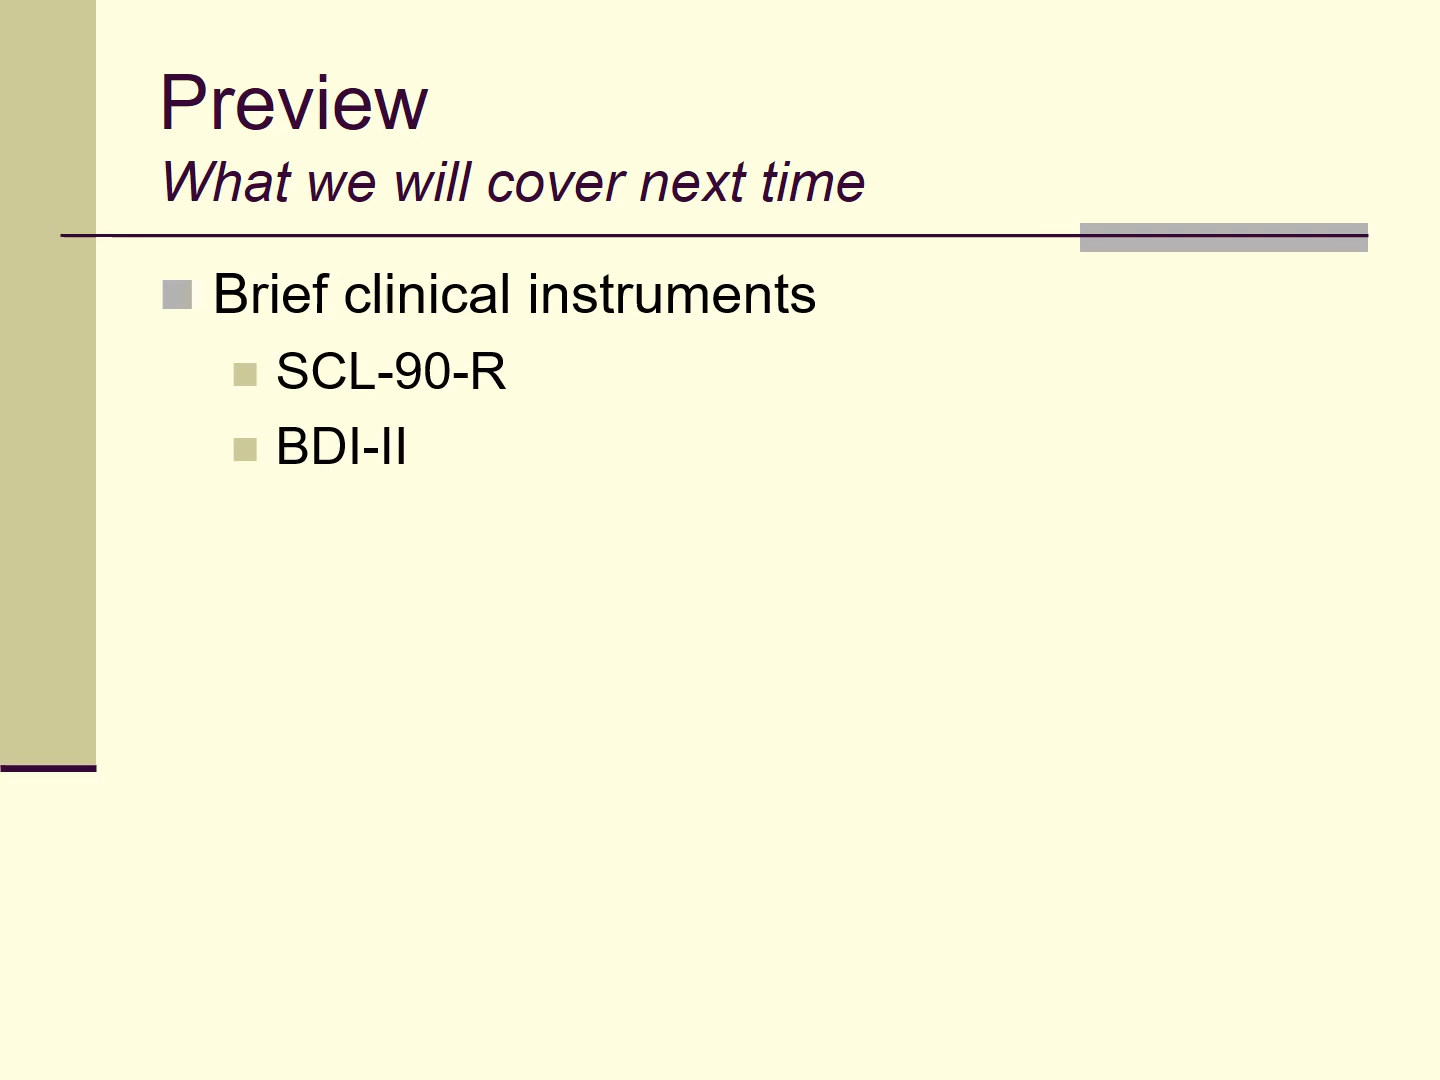 Preview
What we will cover next time
Brief clinical instruments
SCL-90-R
BDI-II